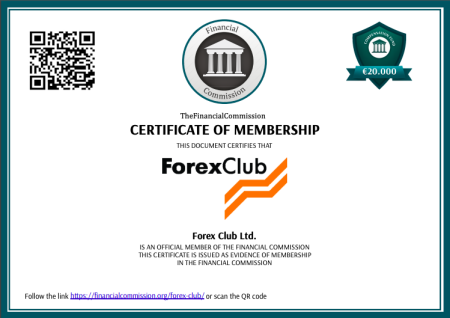 Financial
Commission
COMPENSATION FUND
€20.000
TheFinancialCommission
CERTIFICATE OF MEMBERSHIP
THIS DOCUMENT CERTIFIES THAT
ForexClub
Forex Club Ltd.
IS AN OFFICIAL MEMBER OF THE FINANCIAL COMMISSION
THIS CERTIFICATE IS ISSUED AS EVIDENCE OF MEMBERSHIP
IN THE FINANCIAL COMMISSION
Follow the link https://financialcommission.org/forex-club/ or scan the QR code